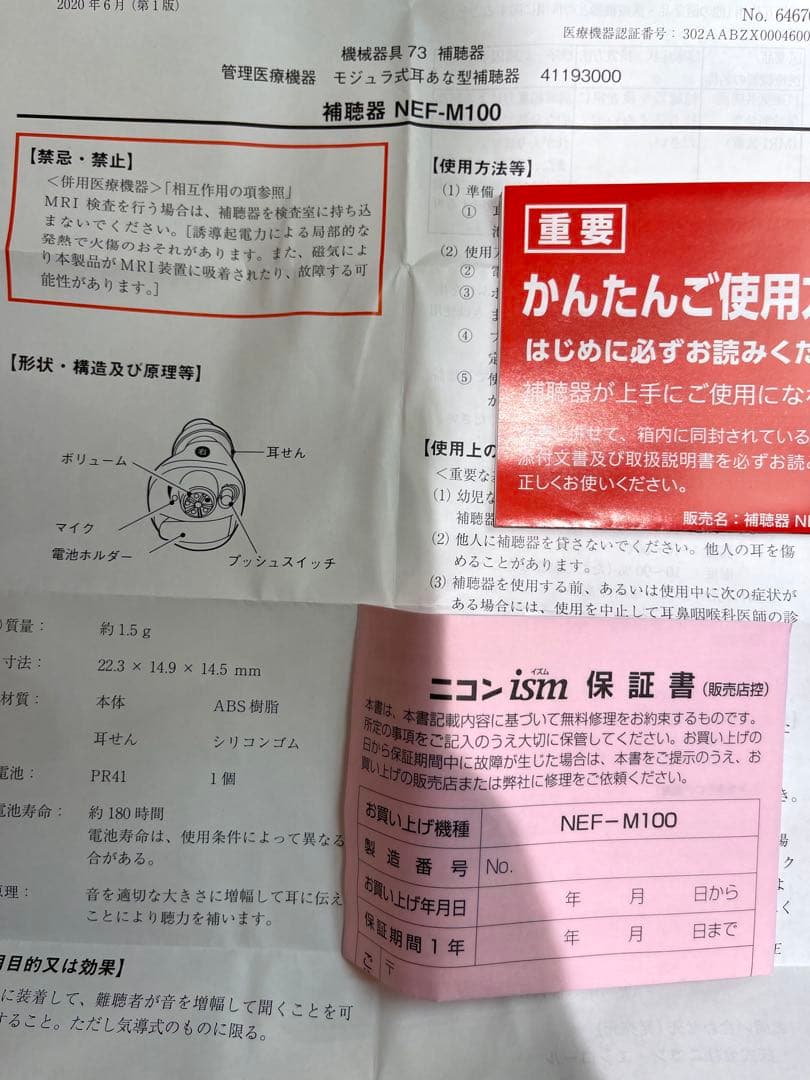 2020年6月(第1版)
No. 64670
医療機器認証番号:302AABZX0004600
機械器具73 補聴器
管理医療機器 モジュラ式耳あな型補聴器 41193000
補聴器 NEF-M100
【禁忌・禁止】
<併用医療機器>「相互作用の項参照」
MRI 検査を行う場合は、補聴器を検査室に持ち込
まないでください。[誘導起電力による局部的な
発熱で火傷のおそれがあります。また、磁気によ
り本製品がMRI装置に吸着されたり、故障する可
能性があります。]
【形状・構造及び原理等】
ボリューム
耳せん
右
マイク
電池ホルダー
プッシュスイッチ
質量: 約1.5g
寸法: 22.3 × 14.9 × 14.5 mm
材質: 本体 ABS樹脂
耳せん シリコンゴム
電池: PR41 1個
電池寿命: 約180時間
電池寿命は、使用条件によって異なる
合がある。
原理: 音を適切な大きさに増幅して耳に伝え
ことにより聴力を補います。
用目的又は効果】
に装着して、難聴者が音を増幅して聞くことを可
すること。ただし気導式のものに限る。
【使用方法等】
(1) 準備
①
(2) 使用
②
③
④
⑤
【使用上の
<重要な
(1) 幼児な
補聴器
(2) 他人に補聴器を貸さないでください。他人の耳を傷
めることがあります。
(3) 補聴器を使用する前、あるいは使用中に次の症状が
ある場合には、使用を中止して耳鼻咽喉科医師の診
重要
かんたんご使用
はじめに必ずお読みくだ
補聴器が上手にご使用にな
併せて、箱内に同封されている
添付文書及び取扱説明書を必ずお読み
正しくお使いください。
販売名:補聴器 NE
ニコンism 保証書(販売店控)
イズム
本書は、本書記載内容に基づいて無料修理をお約束するものです。
所定の事項をご記入のうえ大切に保管してください。お買い上げの
日から保証期間中に故障が生じた場合は、本書をご提示のうえ、お
買い上げの販売店または弊社に修理をご依頼ください。
お買い上げ機種 NEF-M100
製造番号 No.
お買い上げ年月日 年 月 日から
保証期間1年 年 月 日まで
〒